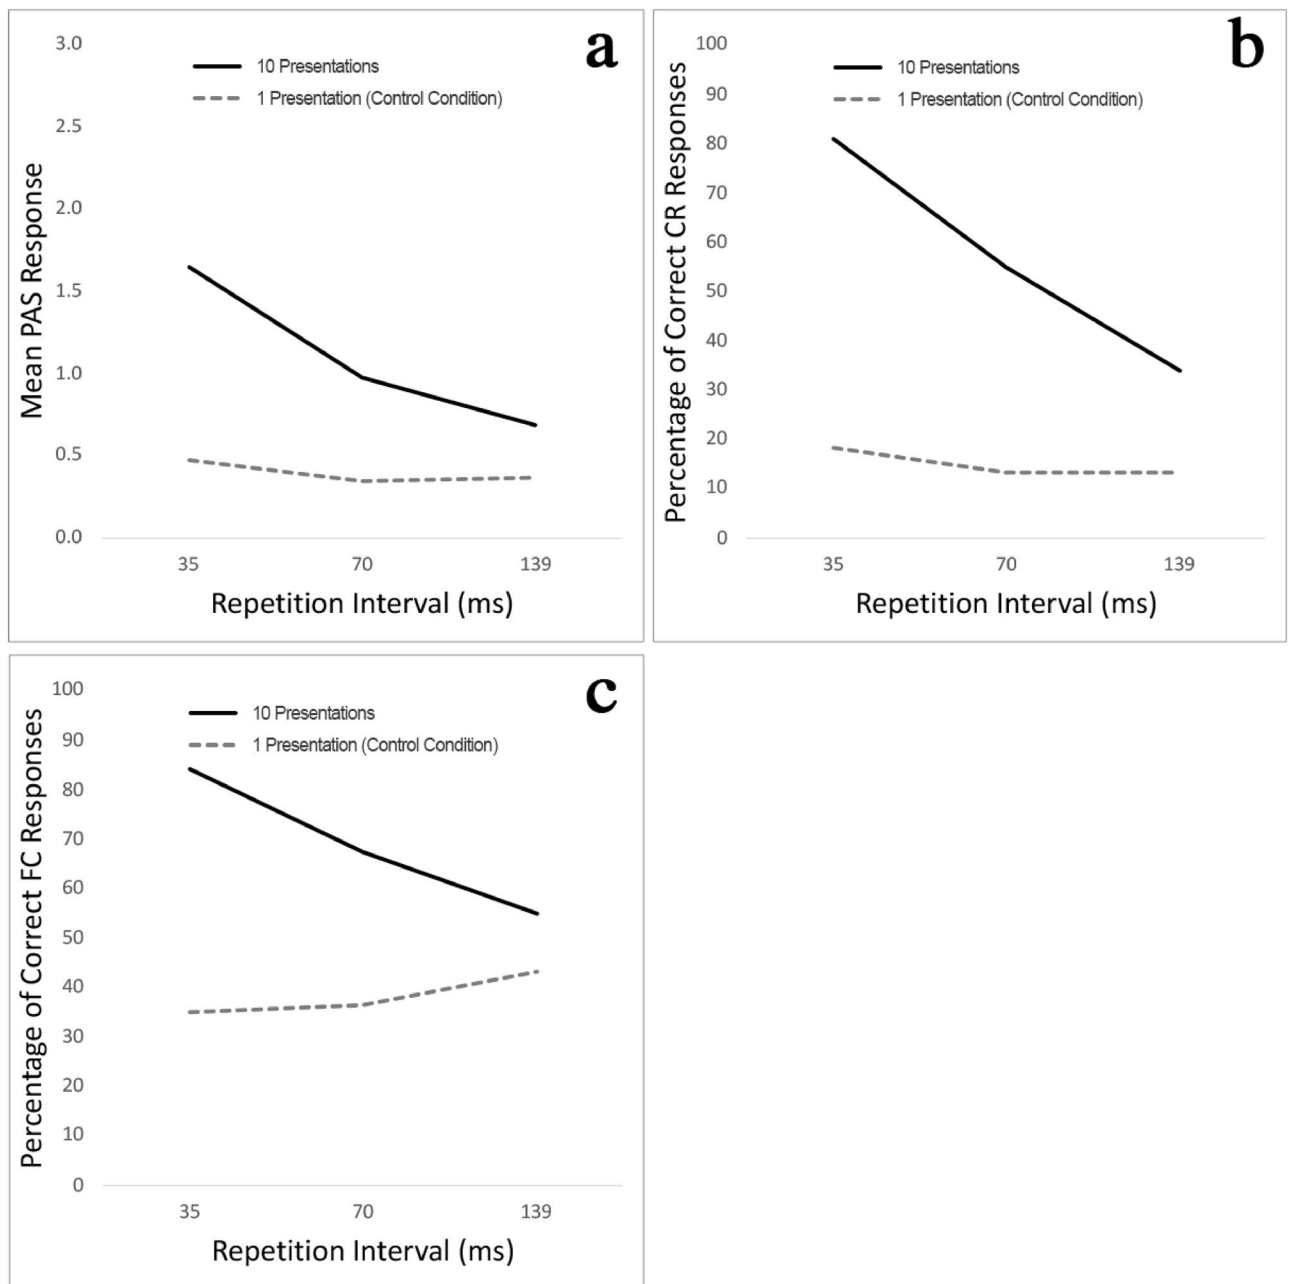 a
3.0
2.5
2.0
1.5
1.0
0.5
0.0
Mean PAS Response
10 Presentations
1 Presentation (Control Condition)
35 70 139
Repetition Interval (ms)
b
100
90
80
70
60
50
40
30
20
10
0
Percentage of Correct CR Responses
10 Presentations
1 Presentation (Control Condition)
35 70 139
Repetition Interval (ms)
c
100
90
80
70
60
50
40
30
20
10
0
Percentage of Correct FC Responses
10 Presentations
1 Presentation (Control Condition)
35 70 139
Repetition Interval (ms)